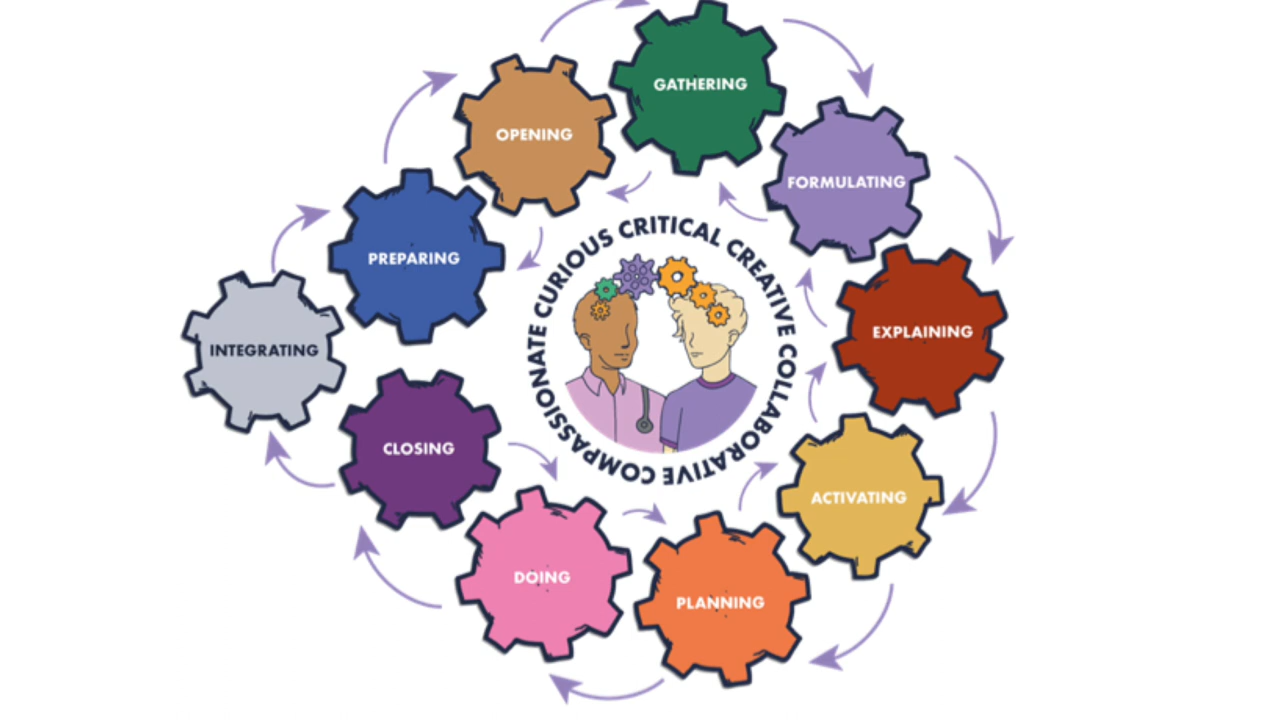 GATHERING
OPENING
FORMULATING
PREPARING
EXPLAINING
INTEGRATING
CLOSING
ACTIVATING
DOING
PLANNING
COMPASSIONATE CURIOUS CRITICAL CREATIVE COLLABORATIVE